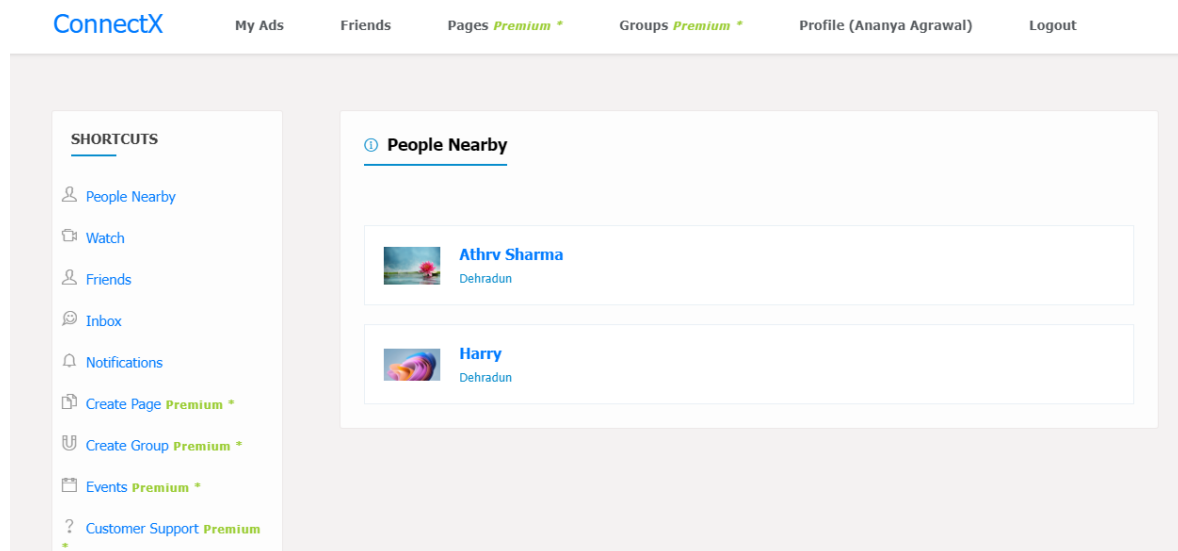 ConnectX My Ads Friends Pages Premium * Groups Premium * Profile (Ananya Agrawal) Logout
SHORTCUTS
People Nearby
Watch
Friends
Inbox
Notifications
Create Page Premium *
Create Group Premium *
Events Premium *
? Customer Support Premium
*
People Nearby
Athrv Sharma
Dehradun
Harry
Dehradun